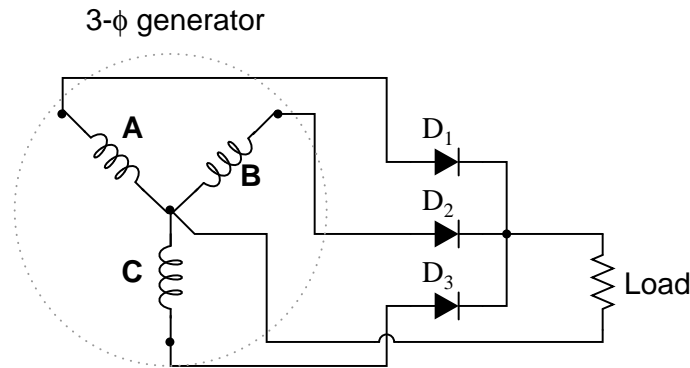 3-ϕ generator
A
B
C
D₁
D₂
D₃
Load